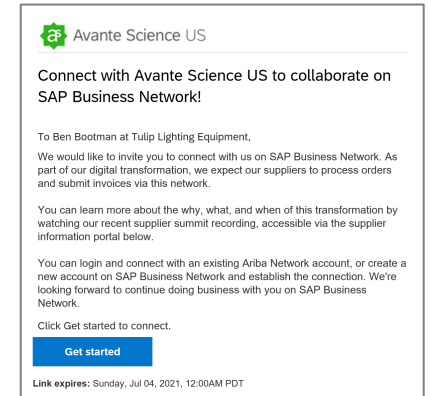 as Avante Science US
Connect with Avante Science US to collaborate on
SAP Business Network!
To Ben Bootman at Tulip Lighting Equipment,
We would like to invite you to connect with us on SAP Business Network. As
part of our digital transformation, we expect our suppliers to process orders
and submit invoices via this network.
You can learn more about the why, what, and when of this transformation by
watching our recent supplier summit recording, accessible via the supplier
information portal below.
You can login and connect with an existing Ariba Network account, or create a
new account on SAP Business Network and establish the connection. We're
looking forward to continue doing business with you on SAP Business
Network.
Click Get started to connect.
Get started
Link expires: Sunday, Jul 04, 2021, 12:00AM PDT